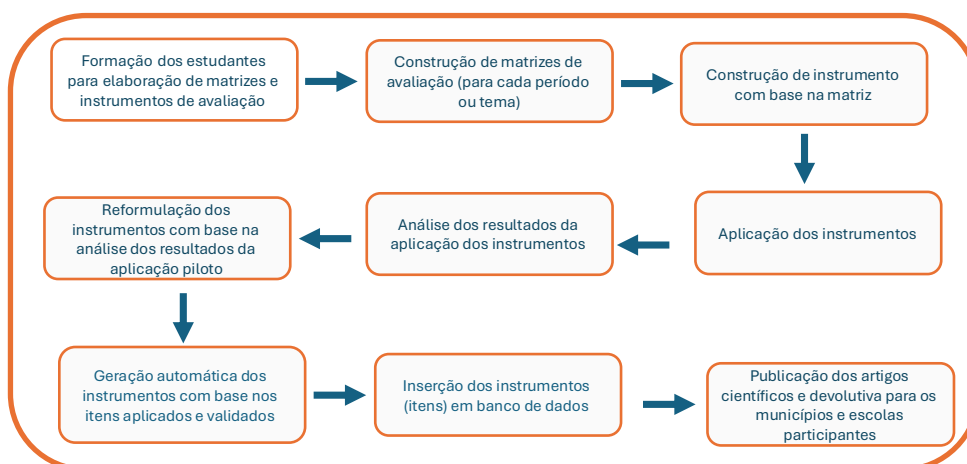 Formação dos estudantes
para elaboração de matrizes e
instrumentos de avaliação
Construção de matrizes de
avaliação (para cada período
ou tema)
Construção de instrumento
com base na matriz
Aplicação dos instrumentos
Análise dos resultados da
aplicação dos instrumentos
Reformulação dos
instrumentos com base na
análise dos resultados da
aplicação piloto
Geração automática dos
instrumentos com base nos
itens aplicados e validados
Inserção dos instrumentos
(itens) em banco de dados
Publicação dos artigos
científicos e devolutiva para os
municípios e escolas
participantes